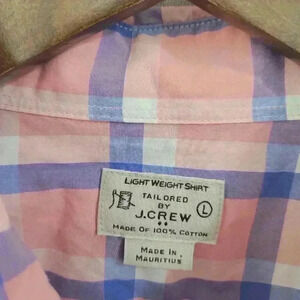 LIGHT WEIGHT SHIRT
TAILORED
BY
J.CREW
L
MADE OF 100% COTTON
MADE IN
MAURITIUS